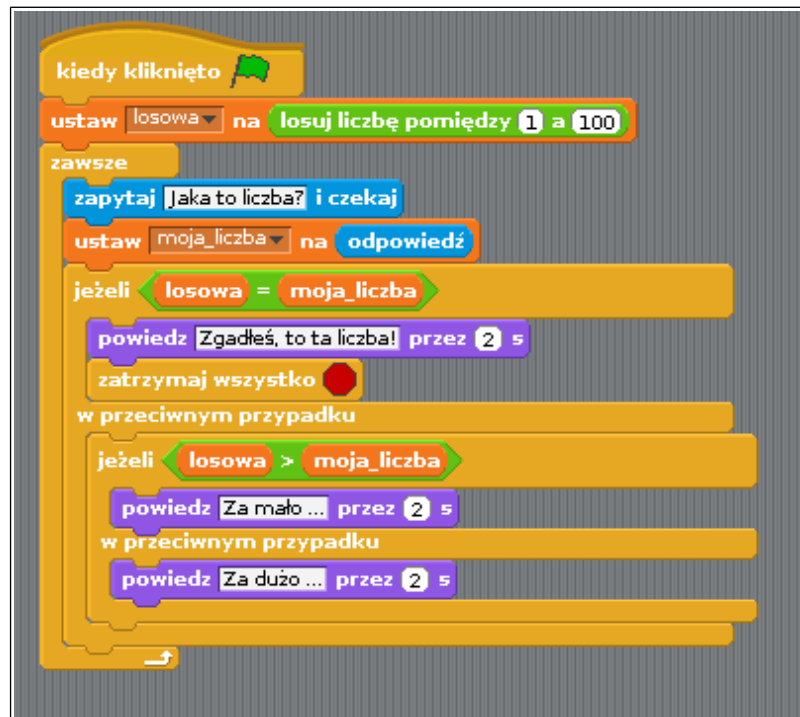 kiedy kliknięto
ustaw losowa na losuj liczbę pomiędzy 1 a 100
zawsze
zapytaj Jaka to liczba? i czekaj
ustaw moja_liczba na odpowiedź
jeżeli losowa = moja_liczba
powiedz Zgadłeś, to ta liczba! przez 2 s
zatrzymaj wszystko
w przeciwnym przypadku
jeżeli losowa > moja_liczba
powiedz Za mało ... przez 2 s
w przeciwnym przypadku
powiedz Za dużo ... przez 2 s